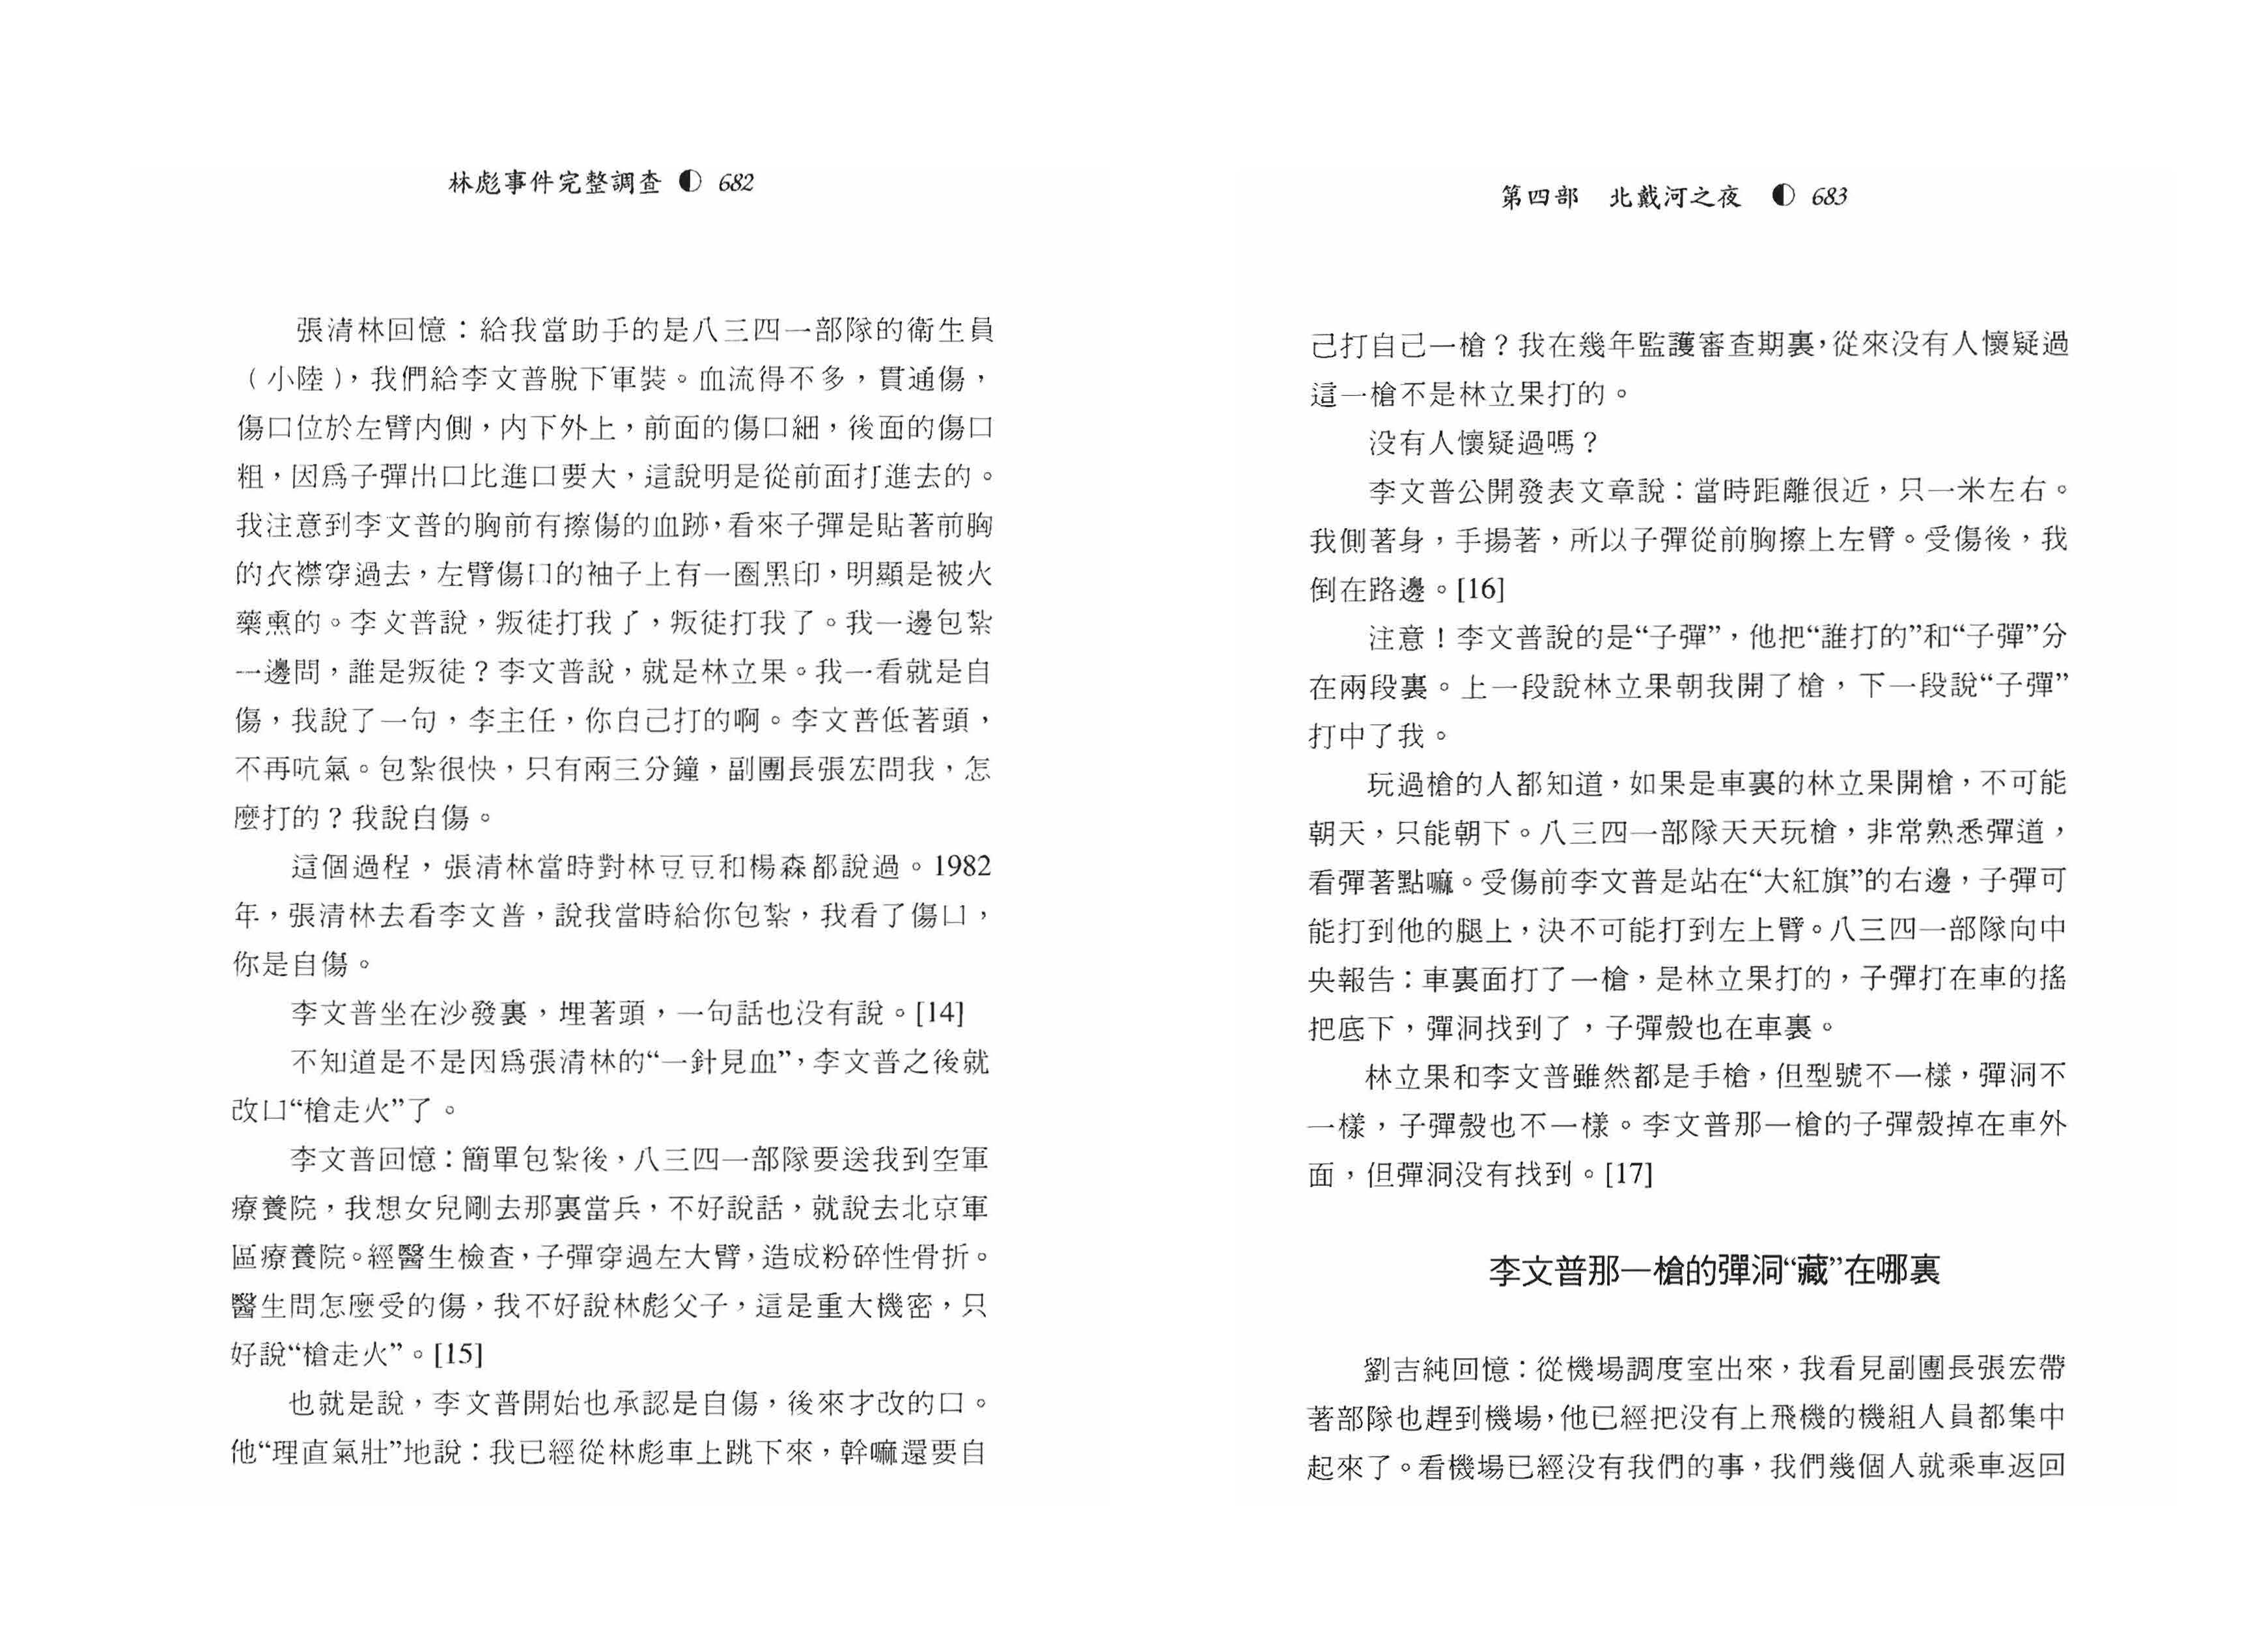 林彪事件完整調查 ◐ 682
張清林回憶：給我當助手的是八三四一部隊的衛生員
（小陸），我們給李文普脫下軍裝。血流得不多，貫通傷，
傷口位於左臂内側，内下外上，前面的傷口細，後面的傷口
粗，因爲子彈出口比進口要大，這說明是從前面打進去的。
我注意到李文普的胸前有擦傷的血跡，看來子彈是貼著前胸
的衣襟穿過去，左臂傷口的袖子上有一圈黑印，明顯是被火
藥熏的。李文普說，叛徒打我了，叛徒打我了。我一邊包紮
一邊問，誰是叛徒？李文普說，就是林立果。我一看就是自
傷，我說了一句，李主任，你自己打的啊。李文普低著頭，
不再吭氣。包紮很快，只有兩三分鐘，副團長張宏問我，怎
麼打的？我說自傷。
這個過程，張清林當時對林豆豆和楊森都說過。1982
年，張清林去看李文普，說我當時給你包紮，我看了傷口，
你是自傷。
李文普坐在沙發裏，埋著頭，一句話也没有說。[14]
不知道是不是因爲張清林的“一針見血”，李文普之後就
改口“槍走火”了。
李文普回憶：簡單包紮後，八三四一部隊要送我到空軍
療養院，我想女兒剛去那裏當兵，不好說話，就說去北京軍
區療養院。經醫生檢查，子彈穿過左大臂，造成粉碎性骨折。
醫生問怎麼受的傷，我不好說林彪父子，這是重大機密，只
好說“槍走火”。[15]
也就是說，李文普開始也承認是自傷，後來才改的口。
他“理直氣壯”地說：我已經從林彪車上跳下來，幹嘛還要自
第四部　北戴河之夜　◐ 683
己打自己一槍？我在幾年監護審查期裏，從來没有人懷疑過
這一槍不是林立果打的。
没有人懷疑過嗎？
李文普公開發表文章說：當時距離很近，只一米左右。
我側著身，手揚著，所以子彈從前胸擦上左臂。受傷後，我
倒在路邊。[16]
注意！李文普說的是“子彈”，他把“誰打的”和“子彈”分
在兩段裏。上一段說林立果朝我開了槍，下一段說“子彈”
打中了我。
玩過槍的人都知道，如果是車裏的林立果開槍，不可能
朝天，只能朝下。八三四一部隊天天玩槍，非常熟悉彈道，
看彈著點嘛。受傷前李文普是站在“大紅旗”的右邊，子彈可
能打到他的腿上，決不可能打到左上臂。八三四一部隊向中
央報告：車裏面打了一槍，是林立果打的，子彈打在車的搖
把底下，彈洞找到了，子彈殼也在車裏。
林立果和李文普雖然都是手槍，但型號不一樣，彈洞不
一樣，子彈殼也不一樣。李文普那一槍的子彈殼掉在車外
面，但彈洞没有找到。[17]
李文普那一槍的彈洞“藏”在哪裏
劉吉純回憶：從機場調度室出來，我看見副團長張宏帶
著部隊也趕到機場，他已經把没有上飛機的機組人員都集中
起來了。看機場已經没有我們的事，我們幾個人就乘車返回